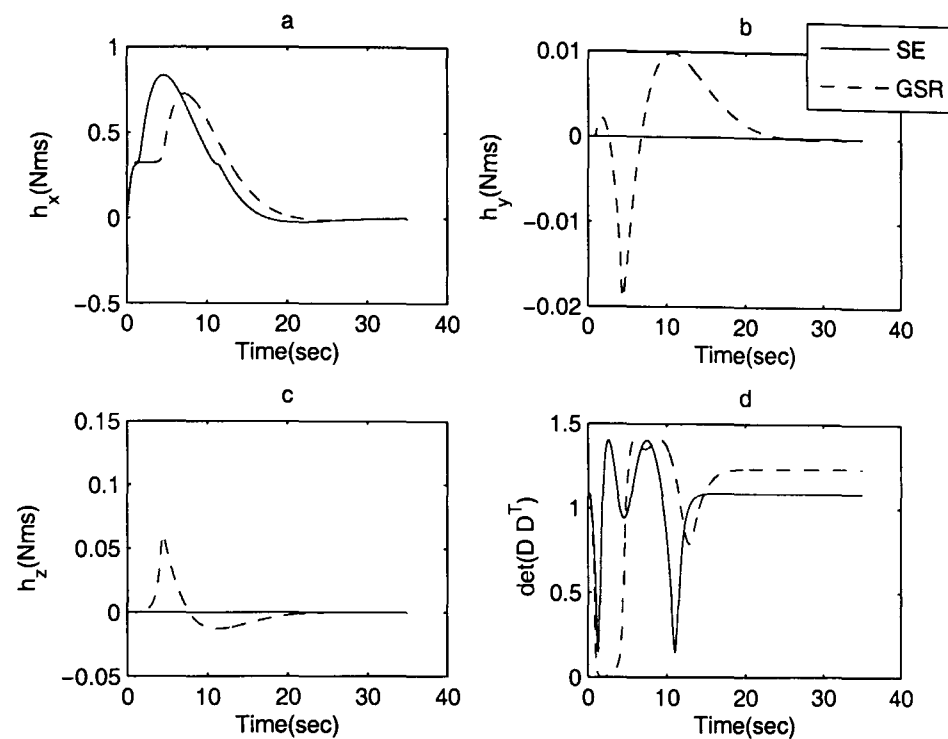 a
1
0.5
0
−0.5
h_x(Nms)
0
10
20
30
40
Time(sec)
b
SE
GSR
0.01
0
−0.01
−0.02
h_y(Nms)
0
10
20
30
40
Time(sec)
c
0.15
0.1
0.05
0
−0.05
h_z(Nms)
0
10
20
30
40
Time(sec)
d
1.5
1
0.5
0
det(D D^T)
0
10
20
30
40
Time(sec)